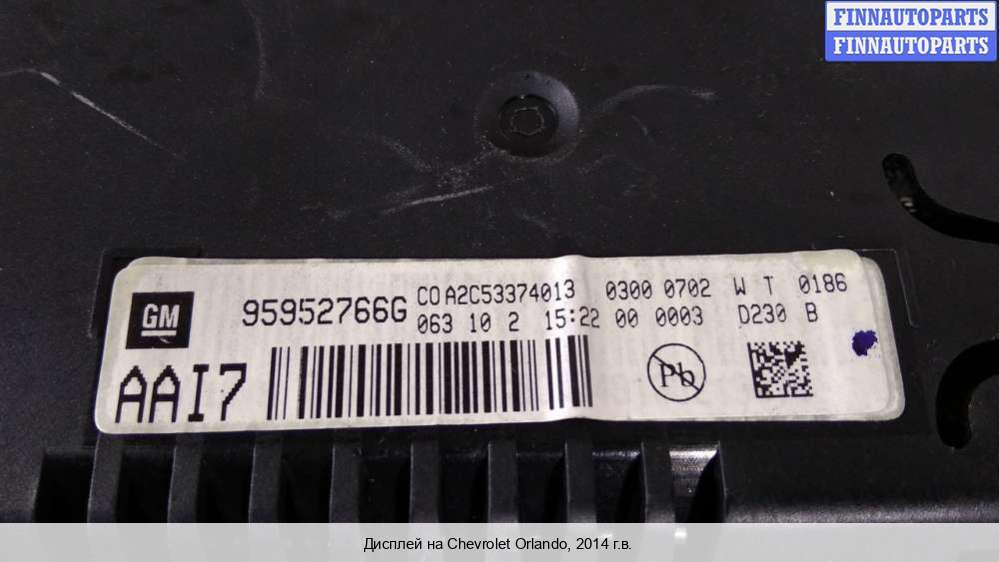 FINNAUTOPARTS
FINNAUTOPARTS
GM
95952766G
CO A2C53374013 0300 0702 W T 0186
063 10 2 15:22 00 0003 D230 B
AAI7
Pb
Дисплей на Chevrolet Orlando, 2014 г.в.